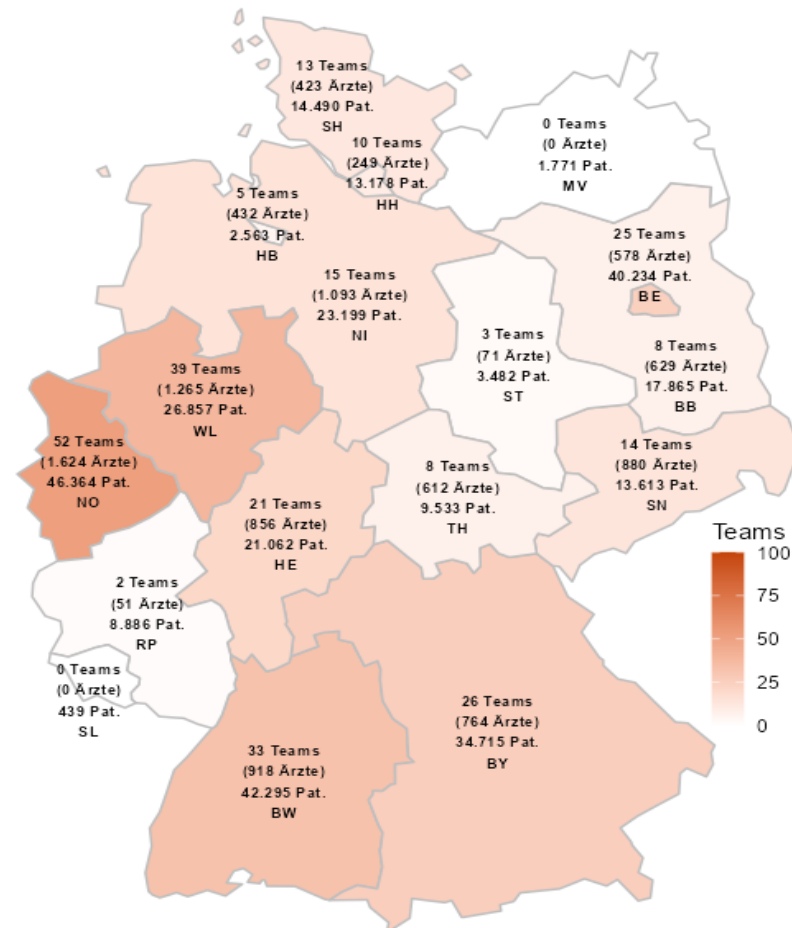 13 Teams
(423 Ärzte)
14.490 Pat.
SH
10 Teams
(249 Ärzte)
13.178 Pat.
HH
0 Teams
(0 Ärzte)
1.771 Pat.
MV
5 Teams
(432 Ärzte)
2.563 Pat.
HB
15 Teams
(1.093 Ärzte)
23.199 Pat.
NI
25 Teams
(578 Ärzte)
40.234 Pat.
BE
3 Teams
(71 Ärzte)
3.482 Pat.
ST
8 Teams
(629 Ärzte)
17.865 Pat.
BB
39 Teams
(1.265 Ärzte)
26.857 Pat.
WL
52 Teams
(1.624 Ärzte)
46.364 Pat.
NO
21 Teams
(856 Ärzte)
21.062 Pat.
HE
8 Teams
(612 Ärzte)
9.533 Pat.
TH
14 Teams
(880 Ärzte)
13.613 Pat.
SN
2 Teams
(51 Ärzte)
8.886 Pat.
RP
0 Teams
(0 Ärzte)
439 Pat.
SL
33 Teams
(918 Ärzte)
42.295 Pat.
BW
26 Teams
(764 Ärzte)
34.715 Pat.
BY
Teams
100
75
50
25
0